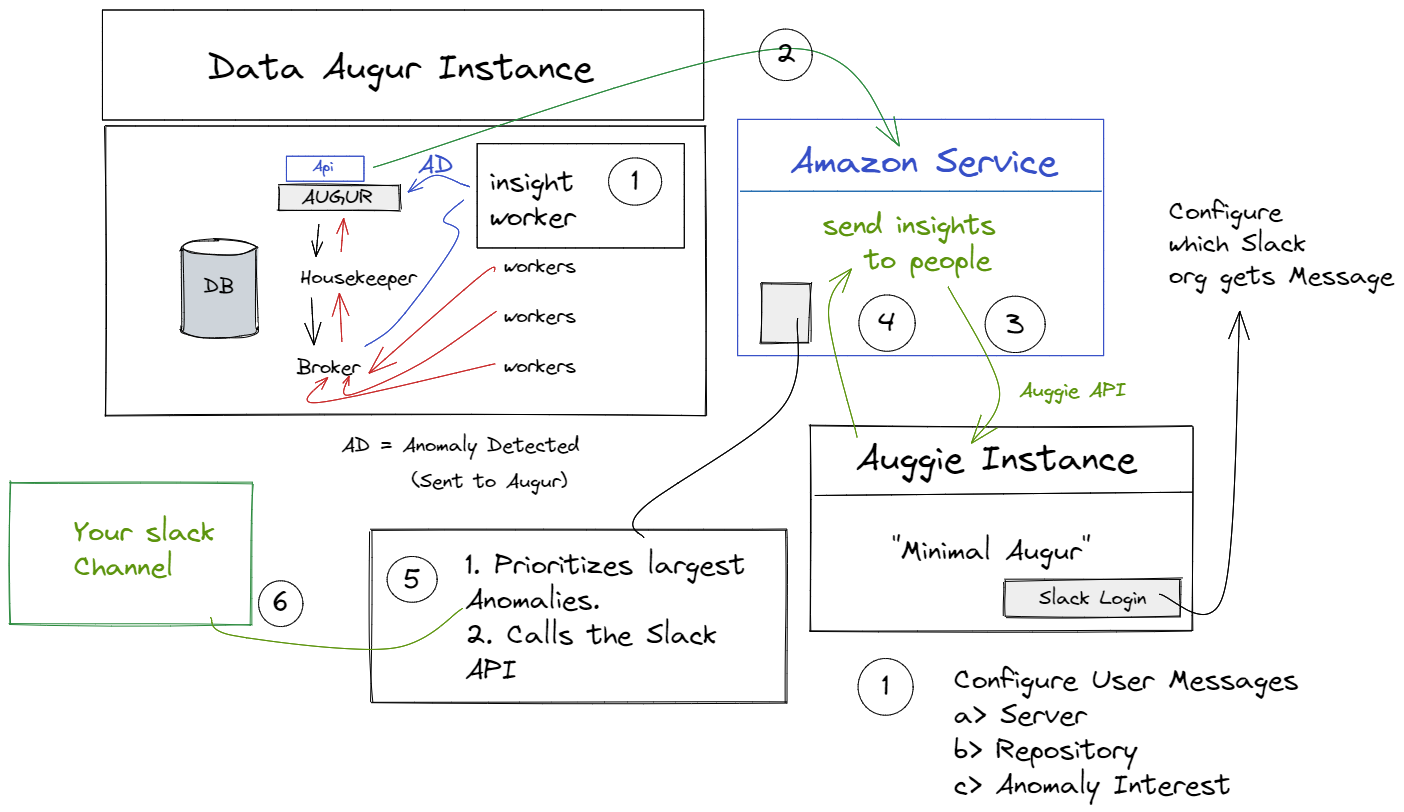 Data Augur Instance
2
Api
AD
AUGUR
insight
worker
1
DB
Housekeeper
workers
workers
Broker
workers
AD = Anomaly Detected
(Sent to Augur)
Amazon Service
send insights
to people
4
3
Auggie API
Configure
which Slack
org gets Message
Auggie Instance
"Minimal Augur"
Slack Login
Your slack
Channel
6
5
1. Prioritizes largest
Anomalies.
2. Calls the Slack
API
1
Configure User Messages
a> Server
b> Repository
c> Anomaly Interest